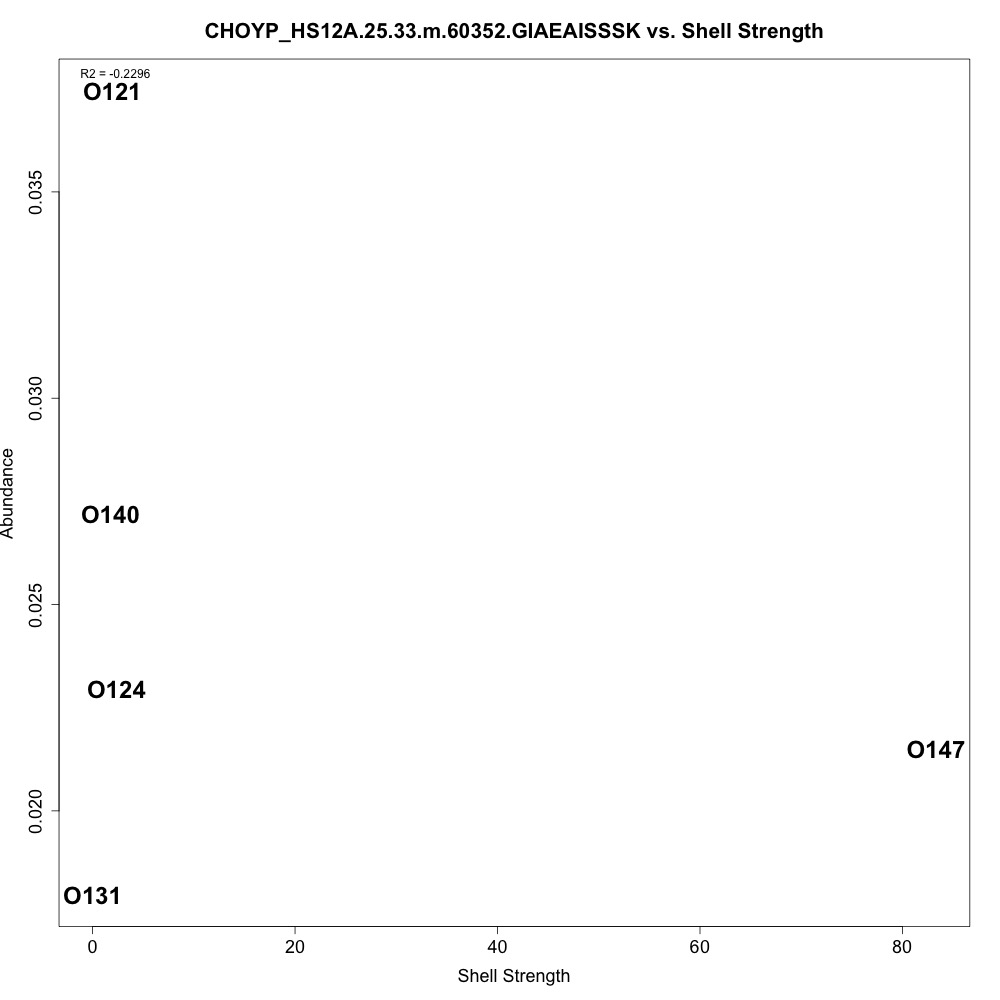 CHOYP_HS12A.25.33.m.60352.GIAEAISSSK vs. Shell Strength
R2 = -0.2296
O121
0.035
0.030
Abundance
O140
0.025
O124
O147
0.020
O131
0 20 40 60 80
Shell Strength